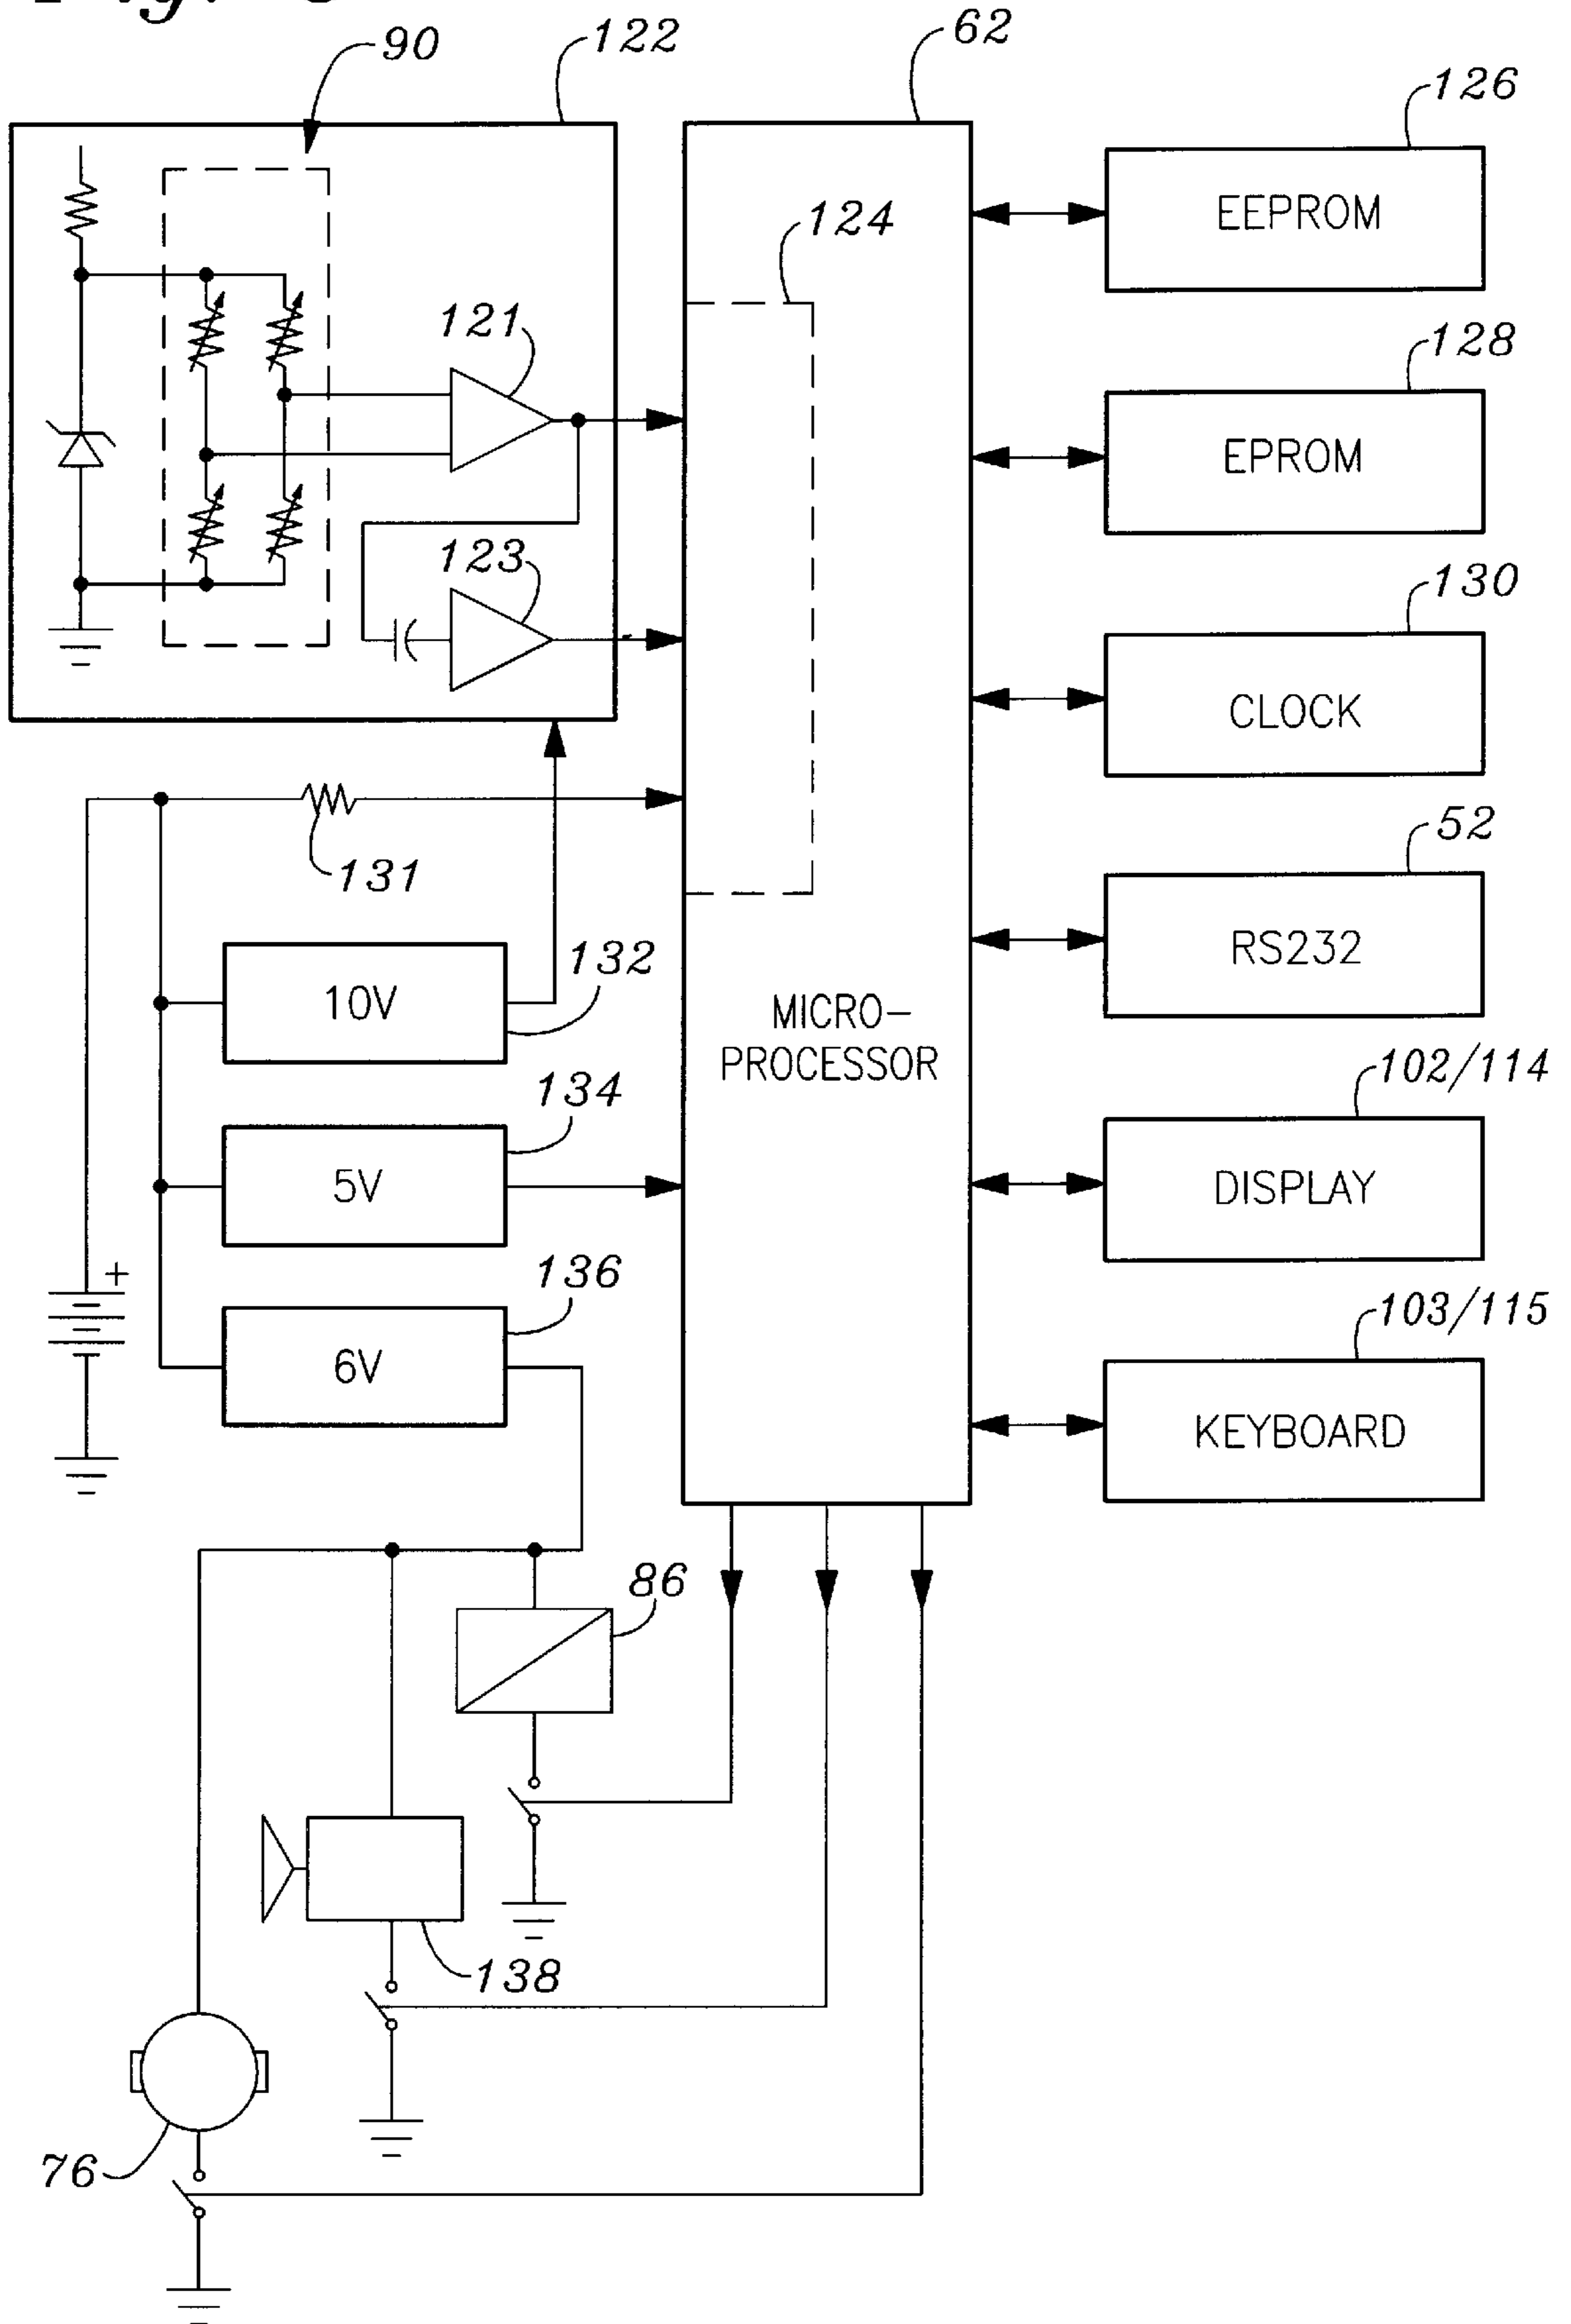 90
122
62
126
EEPROM
124
121
128
EPROM
123
130
CLOCK
131
52
RS232
132
10V
MICRO-
PROCESSOR
134
5V
102/114
DISPLAY
+
136
6V
103/115
KEYBOARD
86
138
76